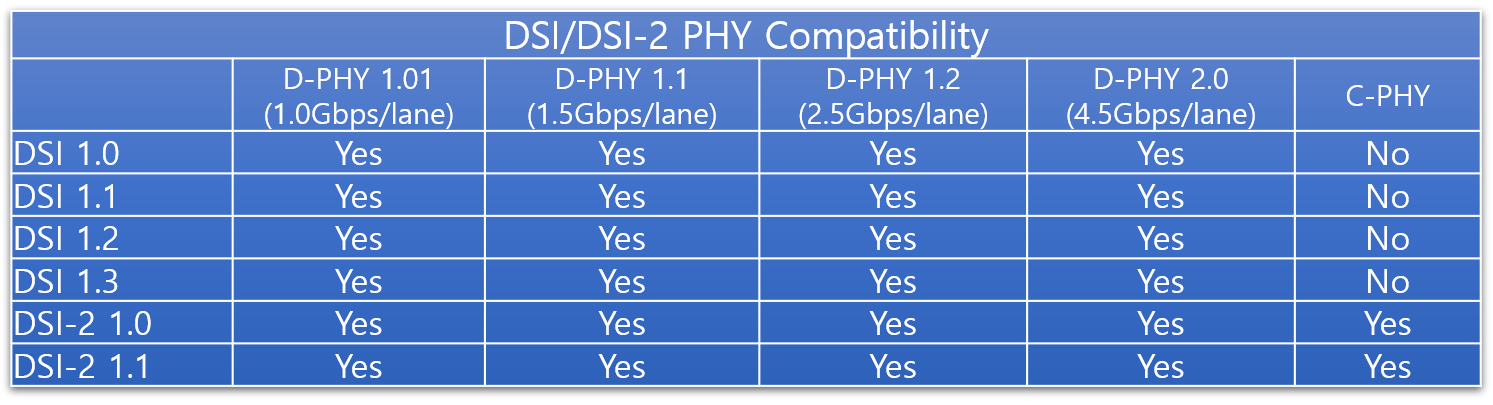 DSI/DSI-2 PHY Compatibility
D-PHY 1.01 D-PHY 1.1 D-PHY 1.2 D-PHY 2.0 C-PHY
(1.0Gbps/lane) (1.5Gbps/lane) (2.5Gbps/lane) (4.5Gbps/lane)
DSI 1.0 Yes Yes Yes Yes No
DSI 1.1 Yes Yes Yes Yes No
DSI 1.2 Yes Yes Yes Yes No
DSI 1.3 Yes Yes Yes Yes No
DSI-2 1.0 Yes Yes Yes Yes Yes
DSI-2 1.1 Yes Yes Yes Yes Yes